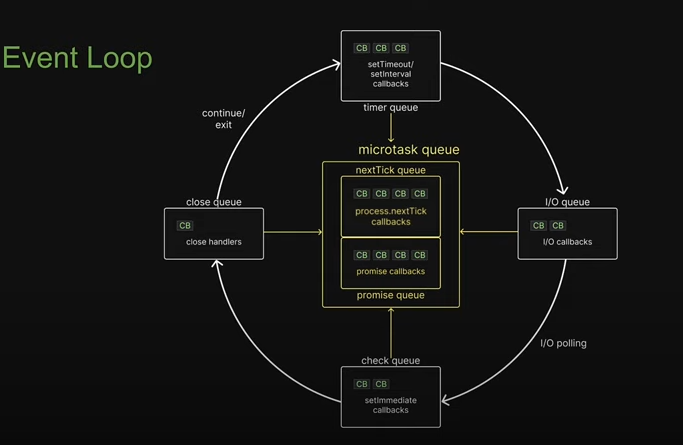 Event Loop
CB CB CB
setTimeout/
setInterval
callbacks
timer queue
continue/
exit
microtask queue
nextTick queue
CB CB CB CB
process.nextTick
callbacks
CB CB CB CB
promise callbacks
promise queue
close queue
CB
close handlers
I/O queue
CB CB
I/O callbacks
I/O polling
check queue
CB CB
setImmediate
callbacks